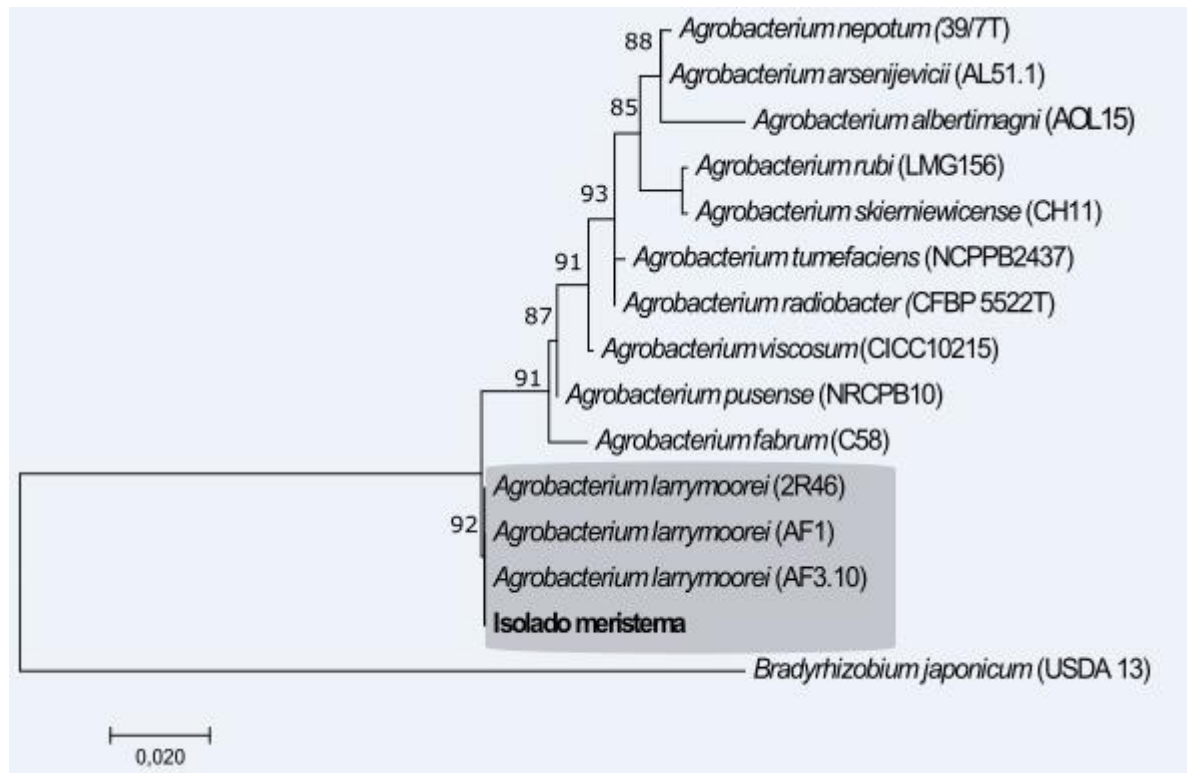 88
Agrobacterium nepotum (39/7T)
Agrobacterium arsenijevicii (AL51.1)
85
Agrobacterium albertimagni (AOL15)
Agrobacterium rubi (LMG156)
93
Agrobacterium skierniewicense (CH11)
Agrobacterium tumefaciens (NCPPB2437)
91
Agrobacterium radiobacter (CFBP 5522T)
87
Agrobacterium viscosum (CICC10215)
91
Agrobacterium pusense (NRCPB10)
Agrobacterium fabrum (C58)
Agrobacterium larrymoorei (2R46)
92
Agrobacterium larrymoorei (AF1)
Agrobacterium larrymoorei (AF3.10)
Isolado meristema
Bradyrhizobium japonicum (USDA 13)
0,020